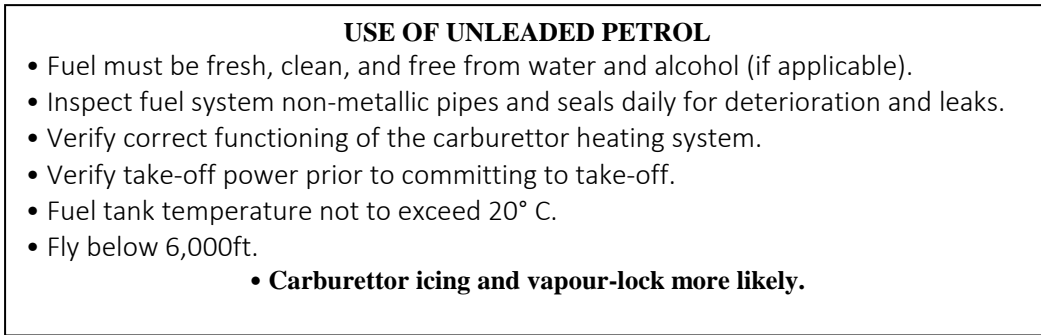 USE OF UNLEADED PETROL
• Fuel must be fresh, clean, and free from water and alcohol (if applicable).
• Inspect fuel system non-metallic pipes and seals daily for deterioration and leaks.
• Verify correct functioning of the carburettor heating system.
• Verify take-off power prior to committing to take-off.
• Fuel tank temperature not to exceed 20° C.
• Fly below 6,000ft.
• Carburettor icing and vapour-lock more likely.